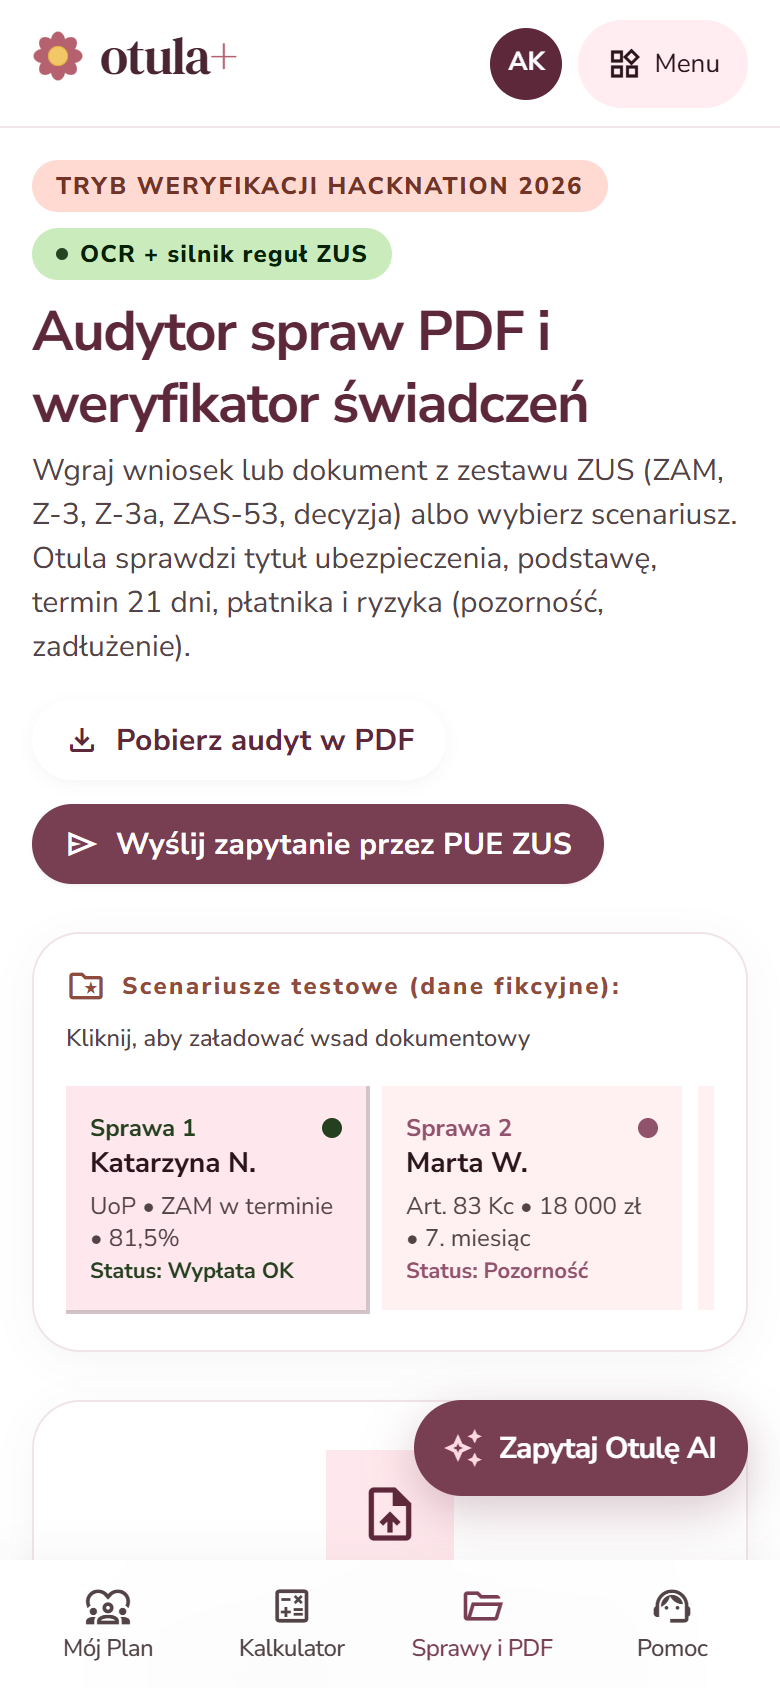 otula+
AK
Menu
TRYB WERYFIKACJI HACKNATION 2026
OCR + silnik reguł ZUS
Audytor spraw PDF i
weryfikator świadczeń
Wgraj wniosek lub dokument z zestawu ZUS (ZAM,
Z-3, Z-3a, ZAS-53, decyzja) albo wybierz scenariusz.
Otula sprawdzi tytuł ubezpieczenia, podstawę,
termin 21 dni, płatnika i ryzyka (pozorność,
zadłużenie).
Pobierz audyt w PDF
Wyślij zapytanie przez PUE ZUS
Scenariusze testowe (dane fikcyjne):
Kliknij, aby załadować wsad dokumentowy
Sprawa 1
Katarzyna N.
UoP • ZAM w terminie
• 81,5%
Status: Wypłata OK
Sprawa 2
Marta W.
Art. 83 Kc • 18 000 zł
• 7. miesiąc
Status: Pozorność
Zapytaj Otulę AI
Mój Plan
Kalkulator
Sprawy i PDF
Pomoc